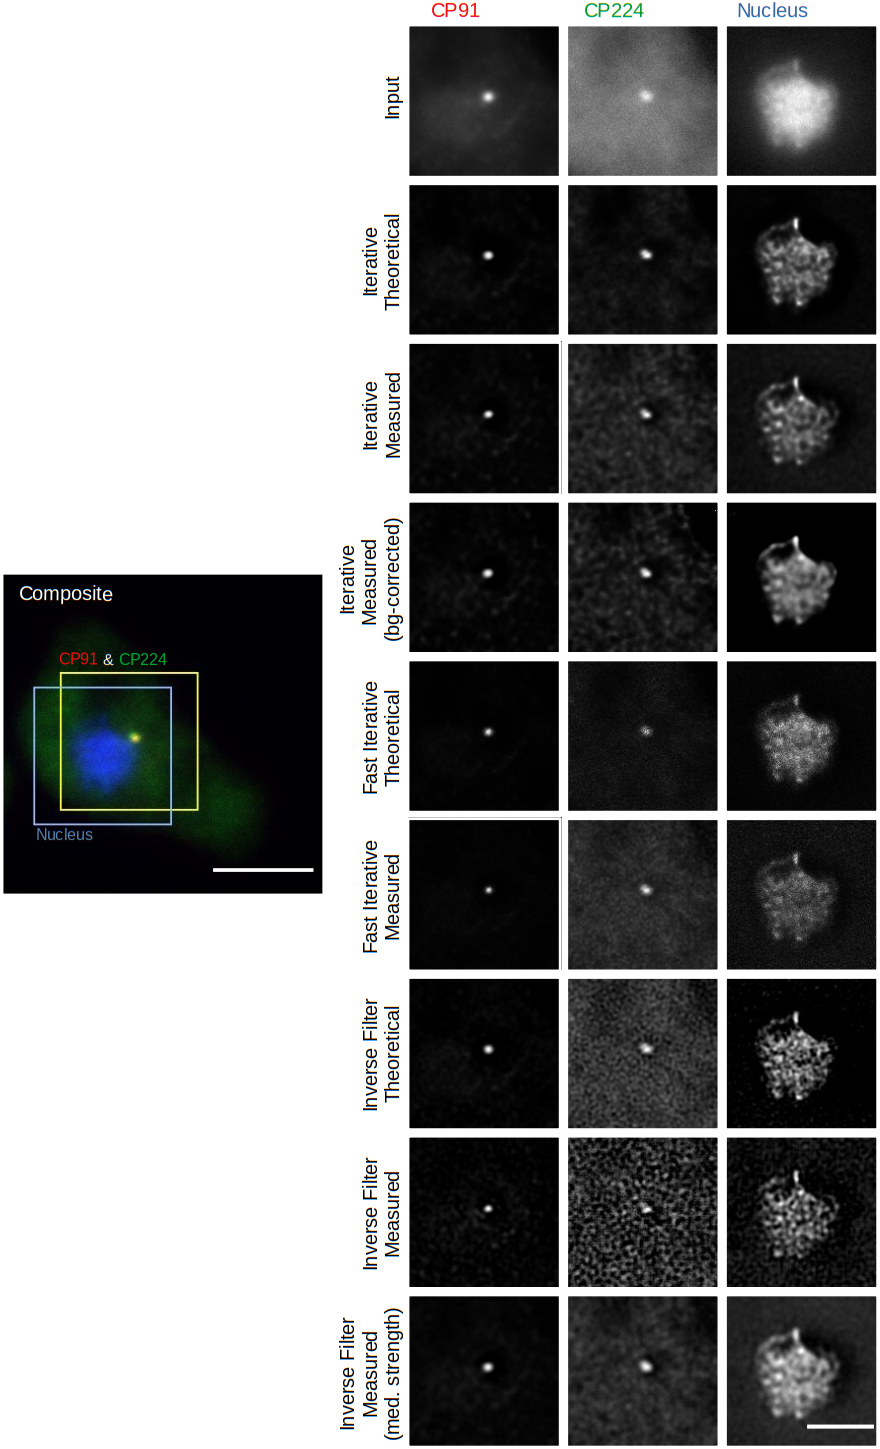 CP91 CP224 Nucleus
Input
Iterative
Theoretical
Iterative
Measured
Iterative
Measured
(bg-corrected)
Composite
CP91 & CP224
Nucleus
Fast Iterative
Theoretical
Fast Iterative
Measured
Inverse Filter
Theoretical
Inverse Filter
Measured
Inverse Filter
Measured
(med. strength)